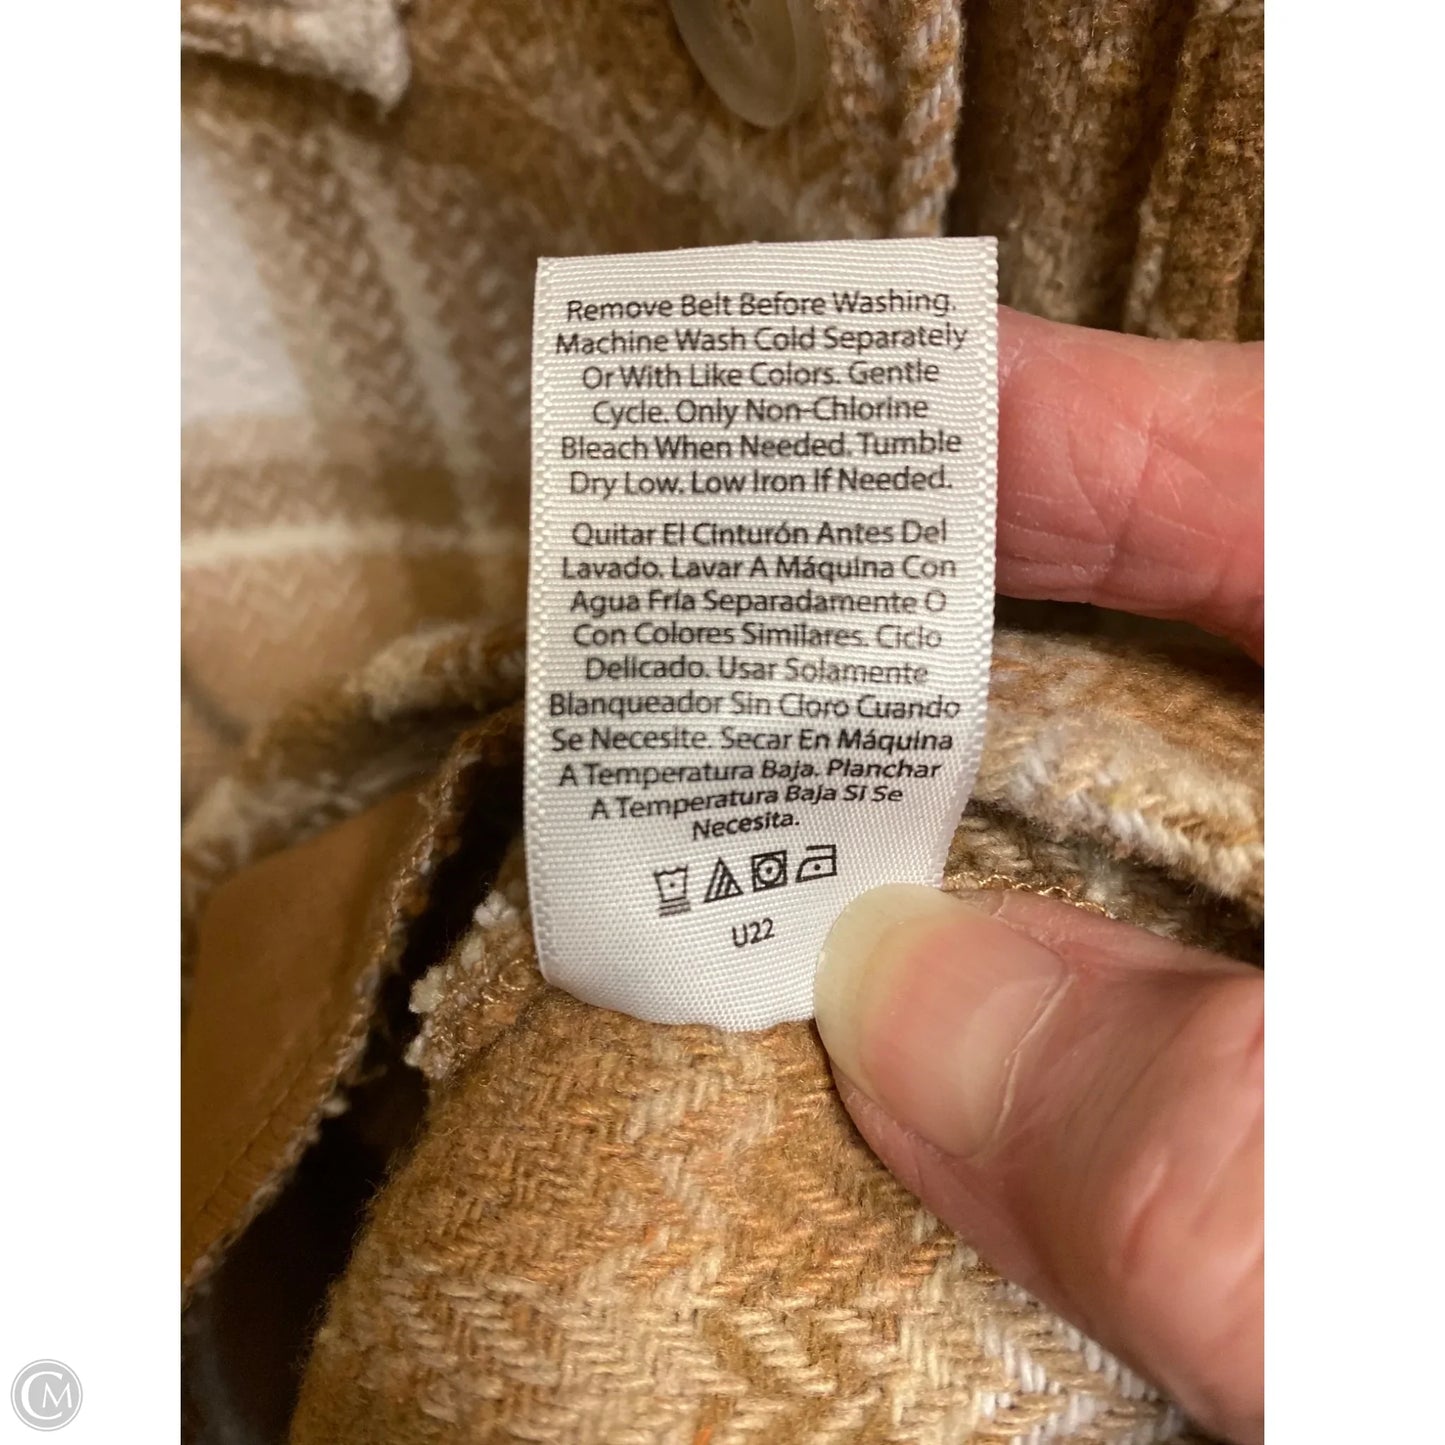 Remove Belt Before Washing.
Machine Wash Cold Separately
Or With Like Colors. Gentle
Cycle. Only Non-Chlorine
Bleach When Needed. Tumble
Dry Low. Low Iron If Needed.
Quitar El Cinturón Antes Del
Lavado. Lavar A Máquina Con
Agua Fría Separadamente O
Con Colores Similares. Ciclo
Delicado. Usar Solamente
Blanqueador Sin Cloro Cuando
Se Necesite. Secar En Máquina
A Temperatura Baja. Planchar
A Temperatura Baja Si Se
Necesita.
U22
CM